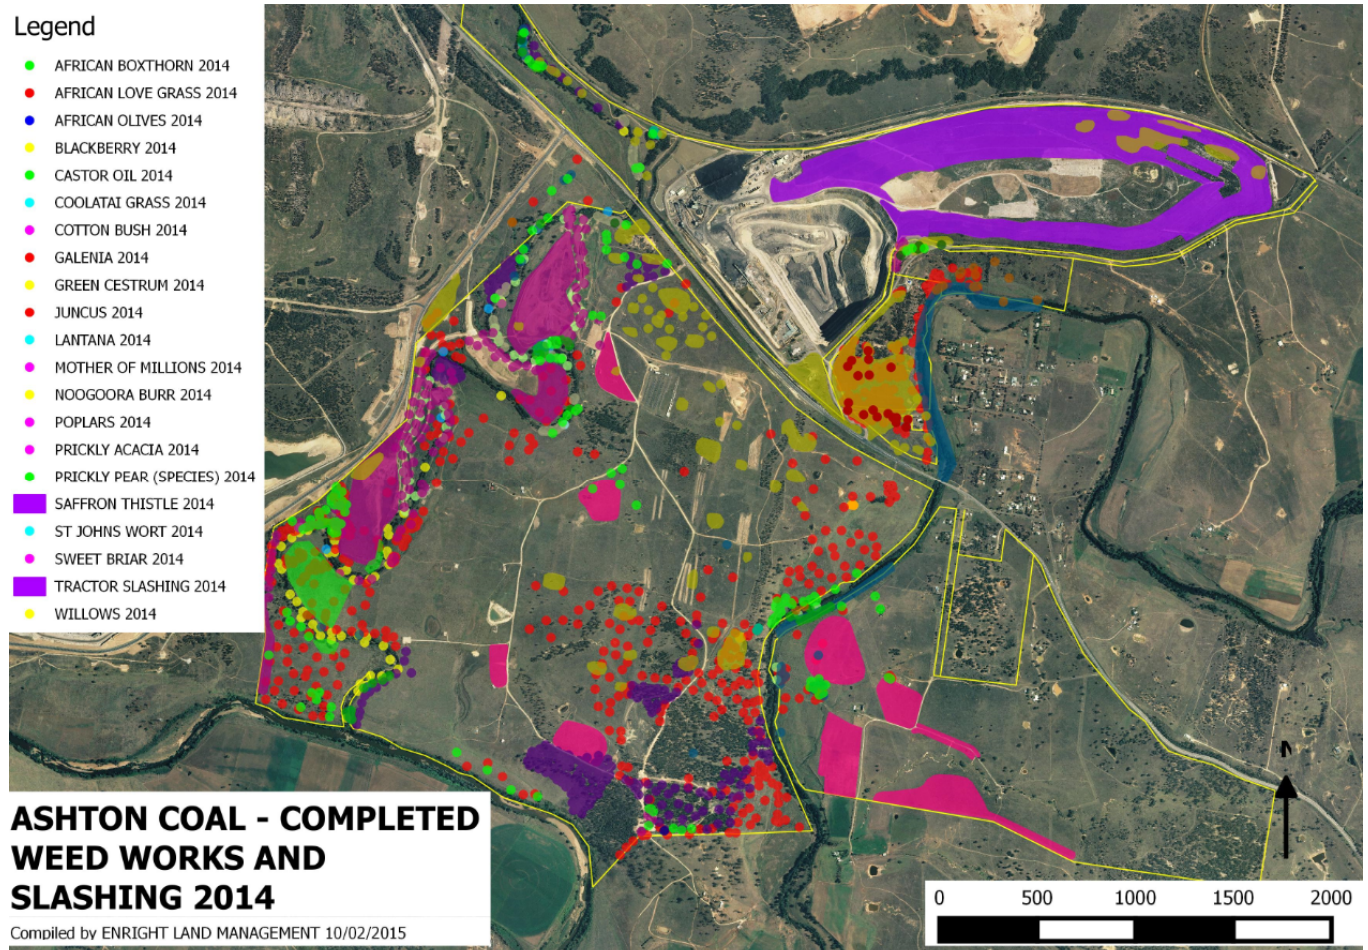 Legend
AFRICAN BOXTHORN 2014
AFRICAN LOVE GRASS 2014
AFRICAN OLIVES 2014
BLACKBERRY 2014
CASTOR OIL 2014
COOLATAI GRASS 2014
COTTON BUSH 2014
GALENIA 2014
GREEN CESTRUM 2014
JUNCUS 2014
LANTANA 2014
MOTHER OF MILLIONS 2014
NOOGOORA BURR 2014
POPLARS 2014
PRICKLY ACACIA 2014
PRICKLY PEAR (SPECIES) 2014
SAFFRON THISTLE 2014
ST JOHNS WORT 2014
SWEET BRIAR 2014
TRACTOR SLASHING 2014
WILLOWS 2014
N
ASHTON COAL - COMPLETED
WEED WORKS AND
SLASHING 2014
Compiled by ENRIGHT LAND MANAGEMENT 10/02/2015
0 500 1000 1500 2000